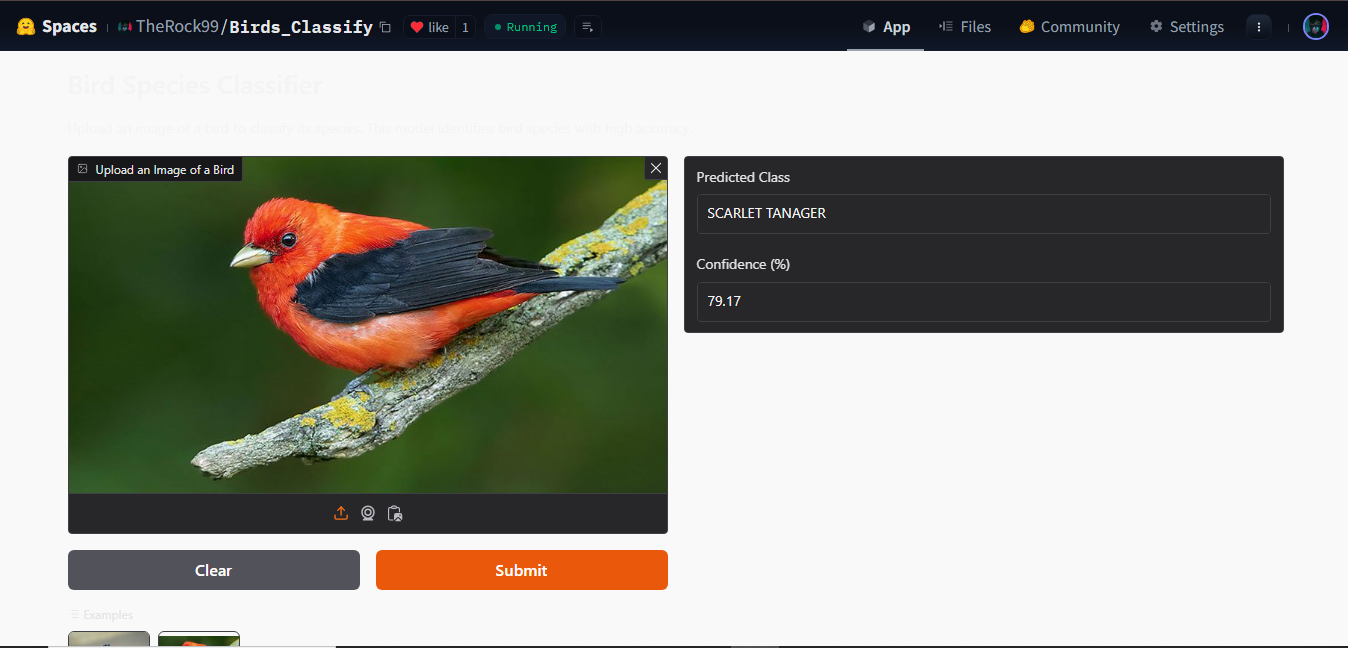 Spaces
TheRock99/Birds_Classify
like 1
Running
App
Files
Community
Settings
Bird Species Classifier
Upload an image of a bird to classify its species. This model identifies bird species with high accuracy.
Upload an Image of a Bird
Predicted Class
SCARLET TANAGER
Confidence (%)
79.17
Clear
Submit
Examples